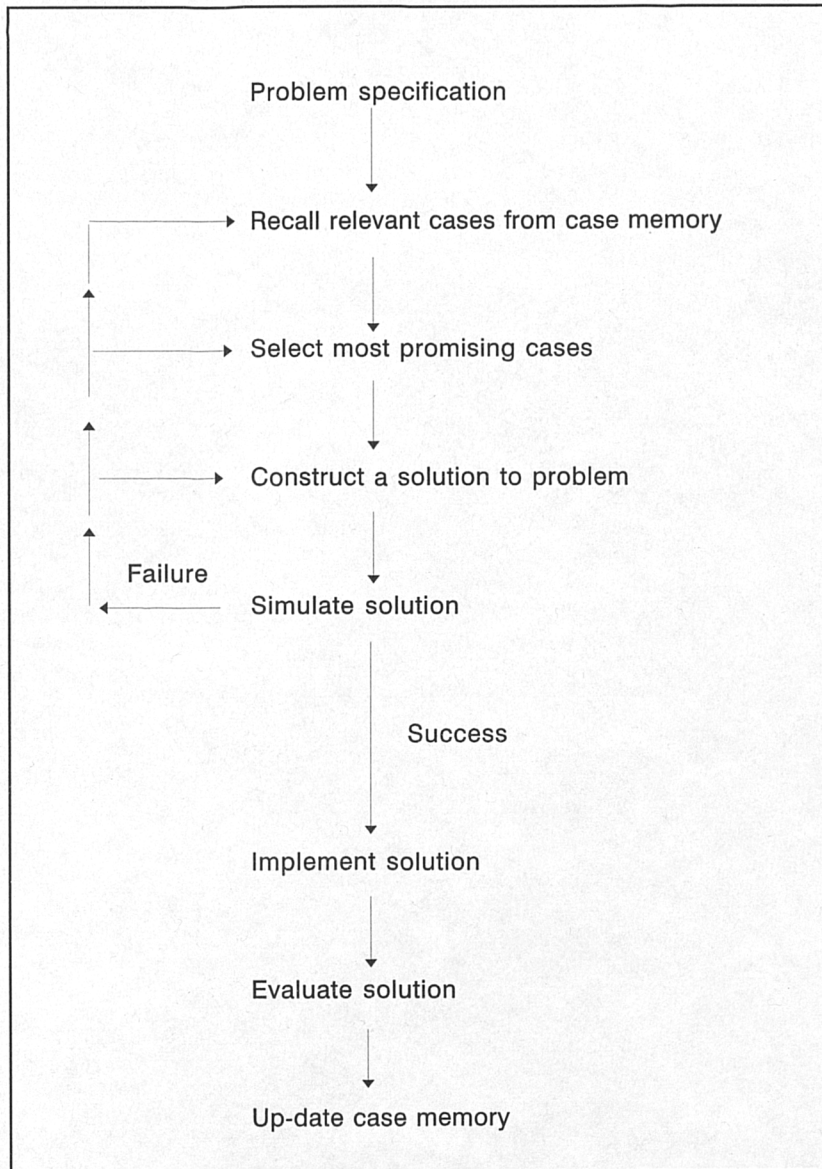 Problem specification
Recall relevant cases from case memory
Select most promising cases
Construct a solution to problem
Failure
Simulate solution
Success
Implement solution
Evaluate solution
Up-date case memory